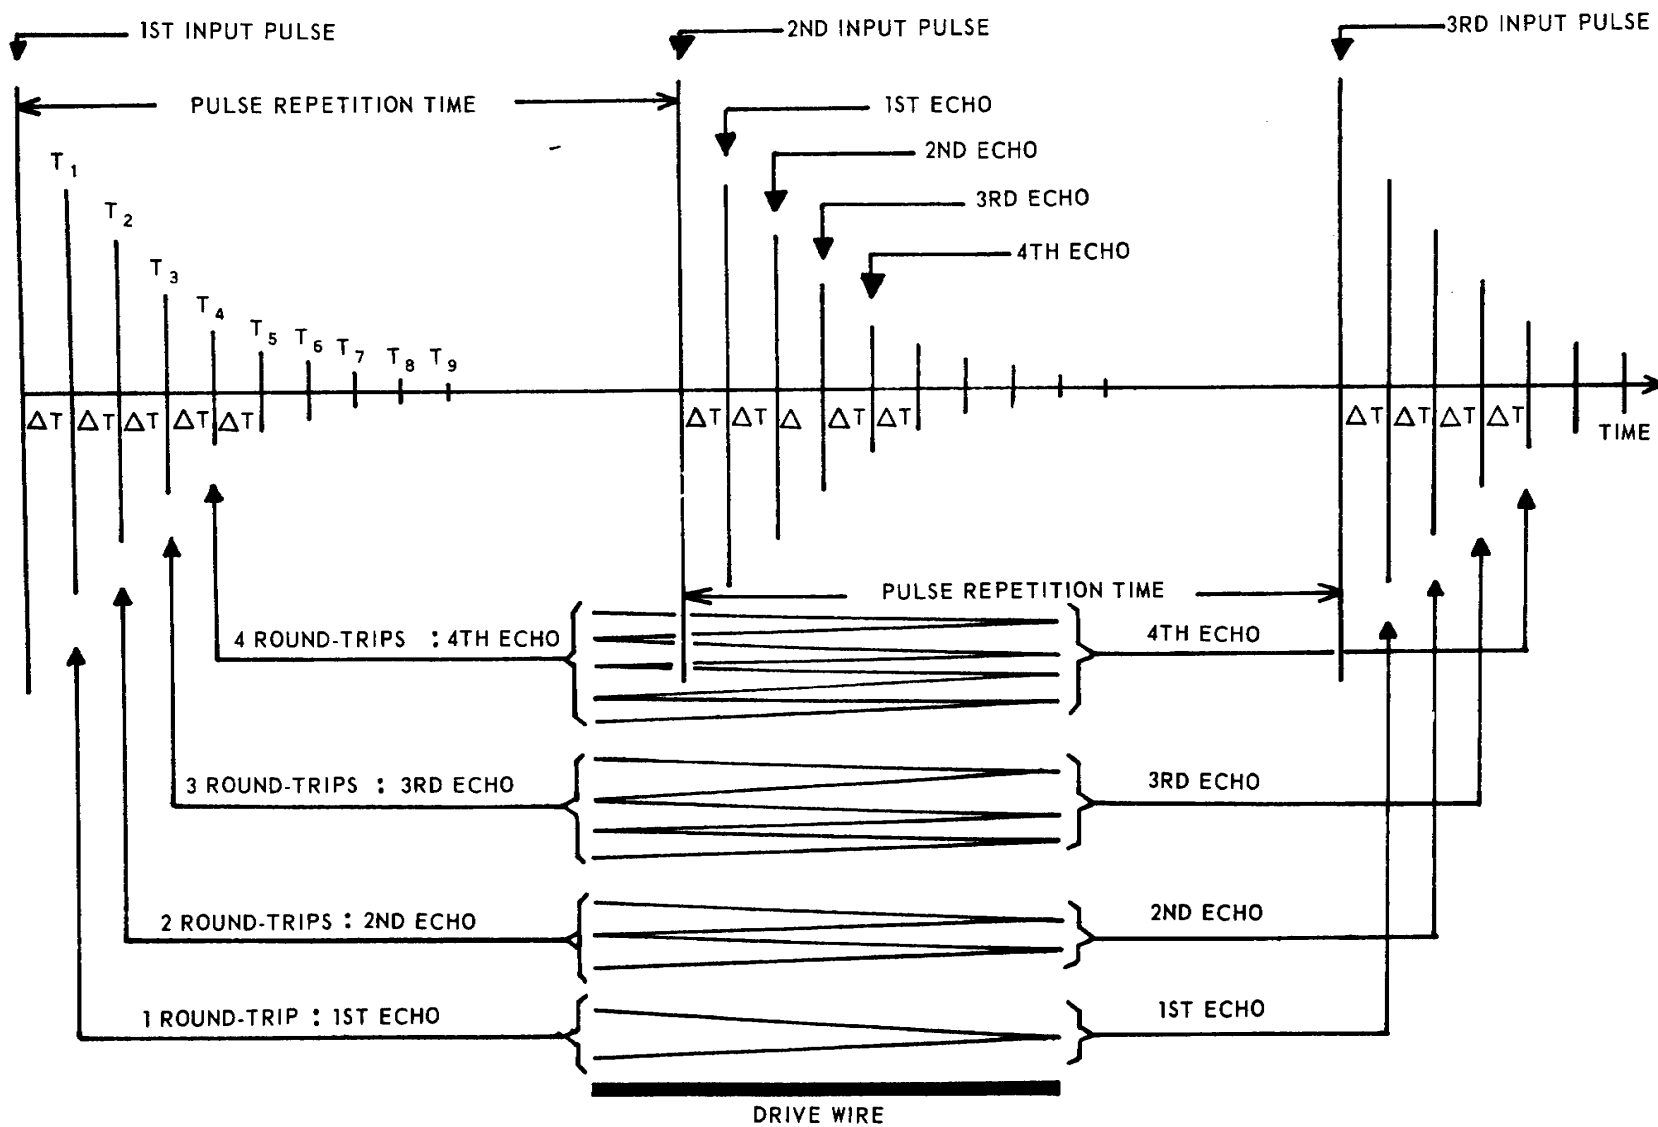 1ST INPUT PULSE
2ND INPUT PULSE
3RD INPUT PULSE
PULSE REPETITION TIME
1ST ECHO
2ND ECHO
3RD ECHO
4TH ECHO
T1
T2
T3
T4
T5
T6
T7
T8
T9
ΔT ΔT ΔT ΔT ΔT
ΔT ΔT Δ ΔT ΔT
ΔT ΔT ΔT ΔT
TIME
PULSE REPETITION TIME
4 ROUND-TRIPS : 4TH ECHO
4TH ECHO
3 ROUND-TRIPS : 3RD ECHO
3RD ECHO
2 ROUND-TRIPS : 2ND ECHO
2ND ECHO
1 ROUND-TRIP : 1ST ECHO
1ST ECHO
DRIVE WIRE